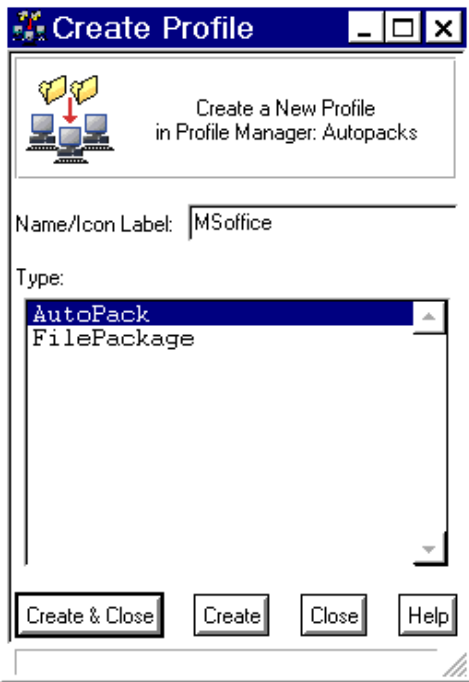 Create Profile
Create a New Profile
in Profile Manager: Autopacks
Name/Icon Label: MSoffice
Type:
AutoPack
FilePackage
Create & Close Create Close Help